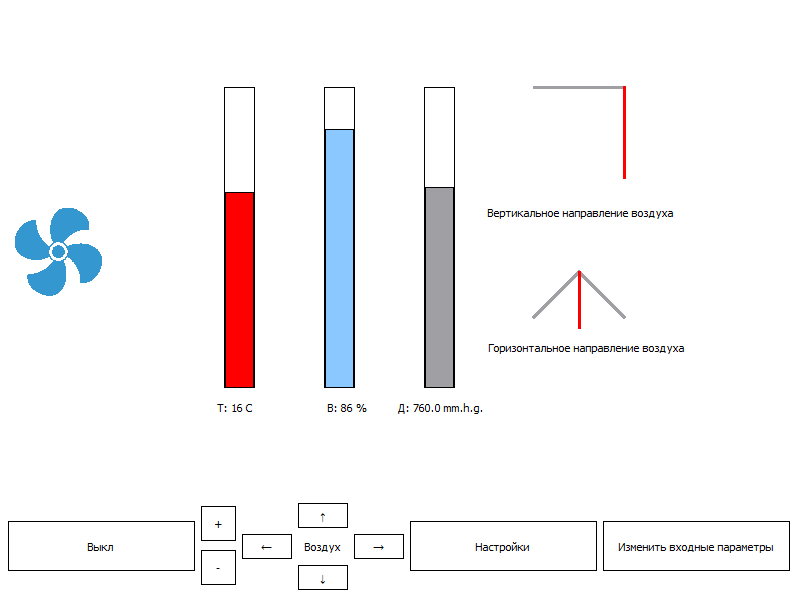 Вертикальное направление воздуха
Горизонтальное направление воздуха
Т: 16 С
В: 86 %
Д: 760.0 mm.h.g.
Выкл
+
-
←
↑
Воздух
↓
→
Настройки
Изменить входные параметры